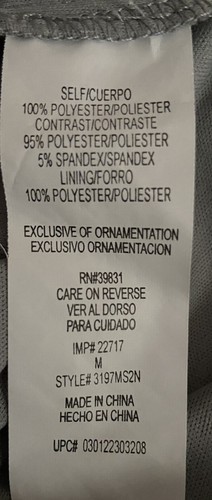 SELF/CUERPO
100% POLYESTER/POLIESTER
CONTRAST/CONTRASTE
95% POLYESTER/POLIESTER
5% SPANDEX/SPANDEX
LINING/FORRO
100% POLYESTER/POLIESTER
EXCLUSIVE OF ORNAMENTATION
EXCLUSIVO ORNAMENTACION
RN#39831
CARE ON REVERSE
VER AL DORSO
PARA CUIDADO
IMP# 22717
M
STYLE# 3197MS2N
MADE IN CHINA
HECHO EN CHINA
UPC# 030122303208